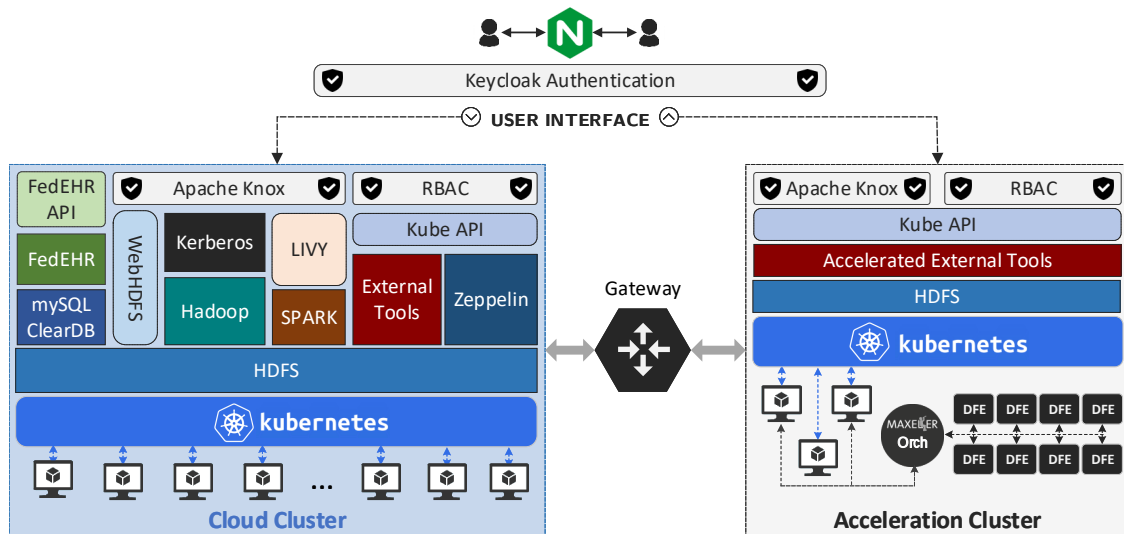 N
Keycloak Authentication
USER INTERFACE
FedEHR
API
Apache Knox
RBAC
WebHDFS
Kerberos
LIVY
Kube API
FedEHR
External
Tools
Zeppelin
mySQL
ClearDB
Hadoop
SPARK
HDFS
kubernetes
...
Cloud Cluster
Gateway
Apache Knox
RBAC
Kube API
Accelerated External Tools
HDFS
kubernetes
MAXELER
Orch
DFE DFE DFE DFE
DFE DFE DFE DFE
Acceleration Cluster